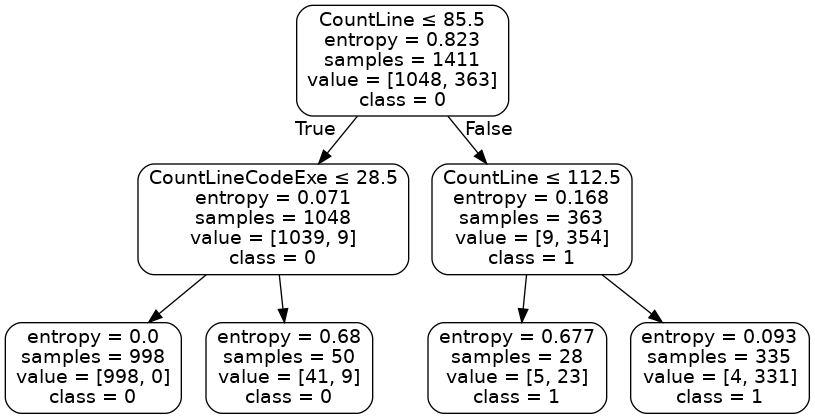 CountLine ≤ 85.5
entropy = 0.823
samples = 1411
value = [1048, 363]
class = 0
True
False
CountLineCodeExe ≤ 28.5
entropy = 0.071
samples = 1048
value = [1039, 9]
class = 0
CountLine ≤ 112.5
entropy = 0.168
samples = 363
value = [9, 354]
class = 1
entropy = 0.0
samples = 998
value = [998, 0]
class = 0
entropy = 0.68
samples = 50
value = [41, 9]
class = 0
entropy = 0.677
samples = 28
value = [5, 23]
class = 1
entropy = 0.093
samples = 335
value = [4, 331]
class = 1